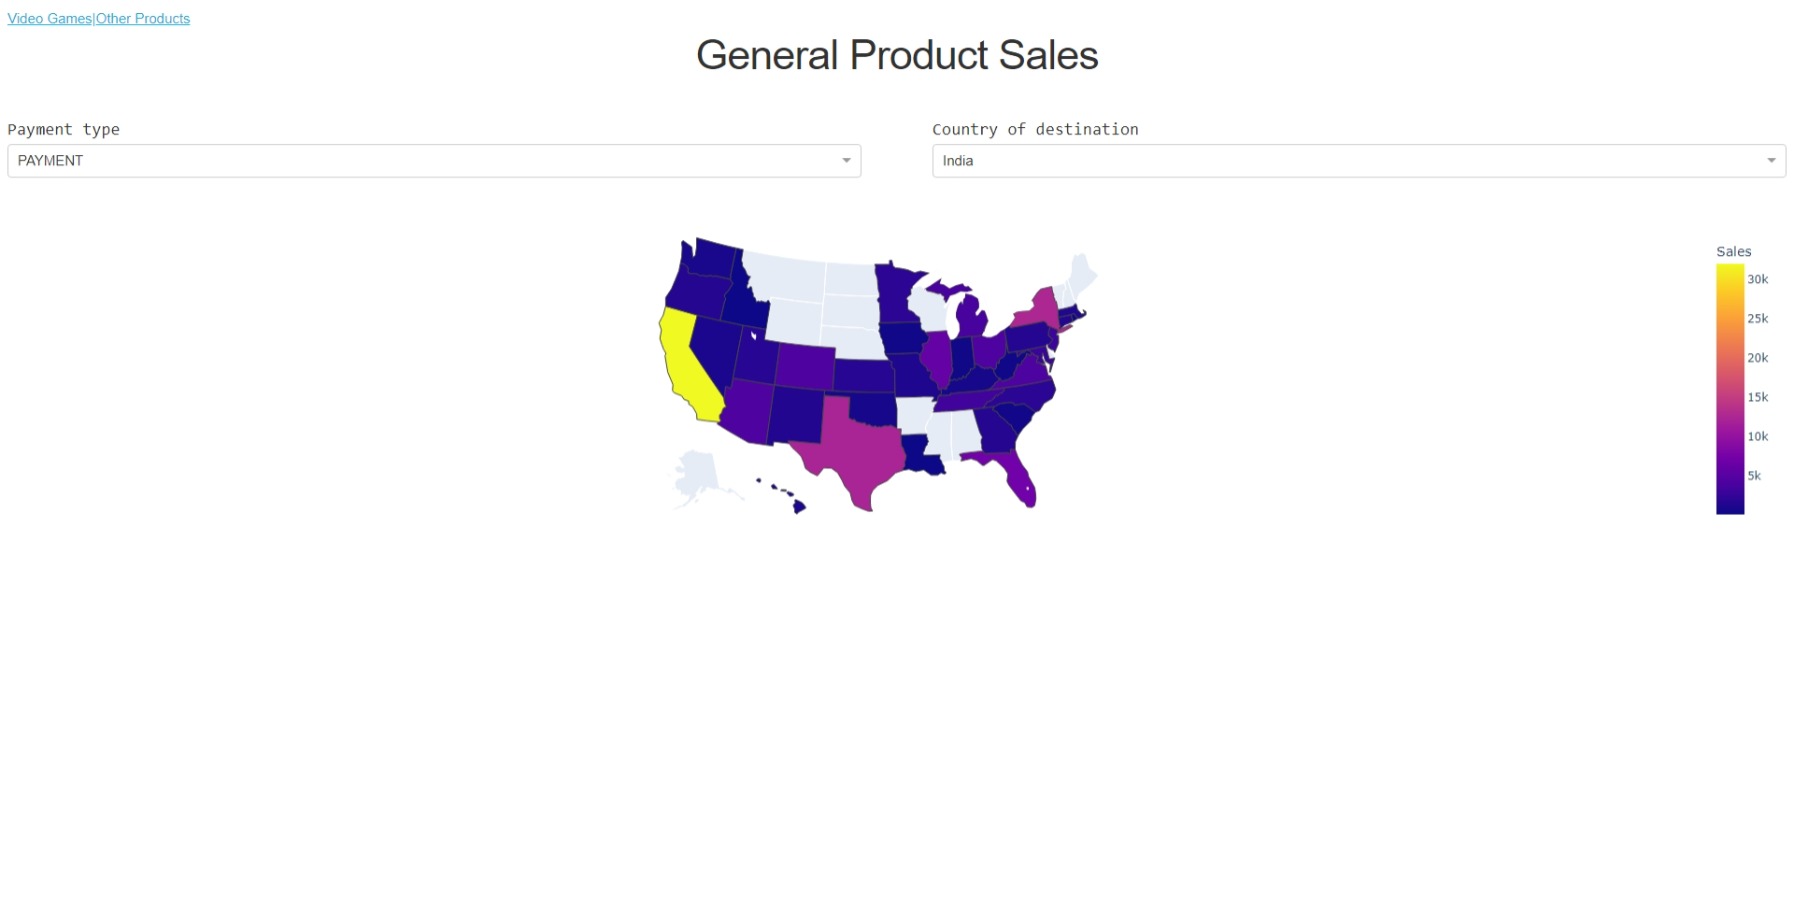 Video Games|Other Products
General Product Sales
Payment type
Country of destination
PAYMENT
India
Sales
30k
25k
20k
15k
10k
5k